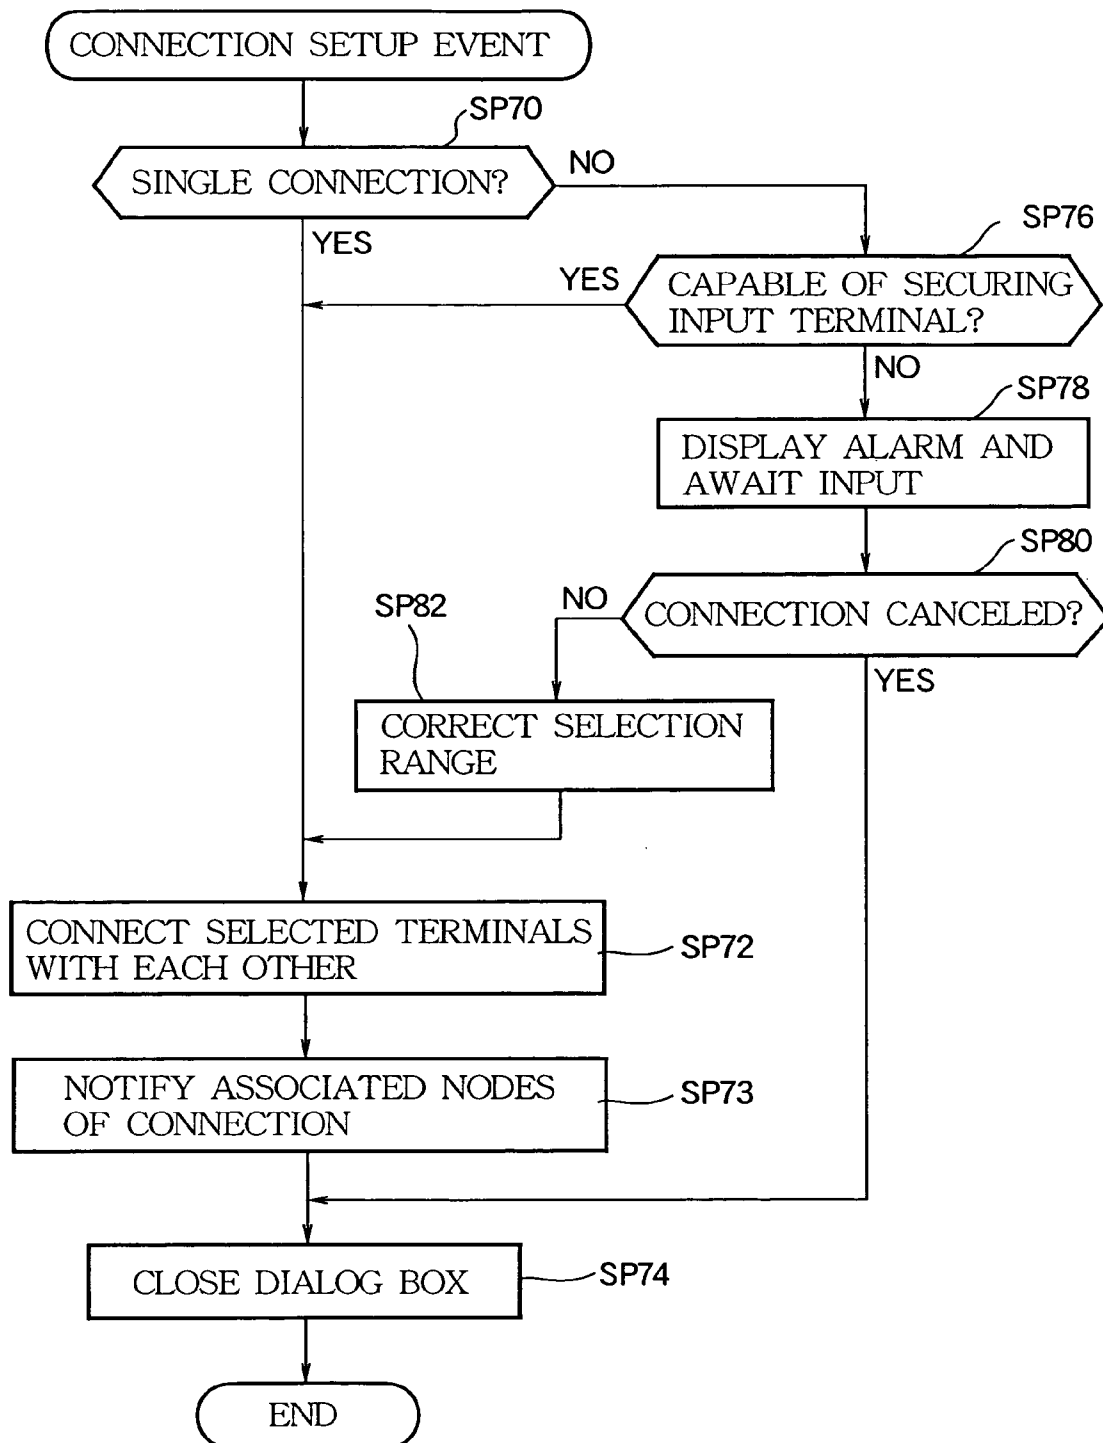 CONNECTION SETUP EVENT
SP70
SINGLE CONNECTION?
NO
YES
SP76
YES
CAPABLE OF SECURING
INPUT TERMINAL?
NO
SP78
DISPLAY ALARM AND
AWAIT INPUT
SP80
CONNECTION CANCELED?
NO
YES
SP82
CORRECT SELECTION
RANGE
CONNECT SELECTED TERMINALS
WITH EACH OTHER
SP72
NOTIFY ASSOCIATED NODES
OF CONNECTION
SP73
CLOSE DIALOG BOX
SP74
END